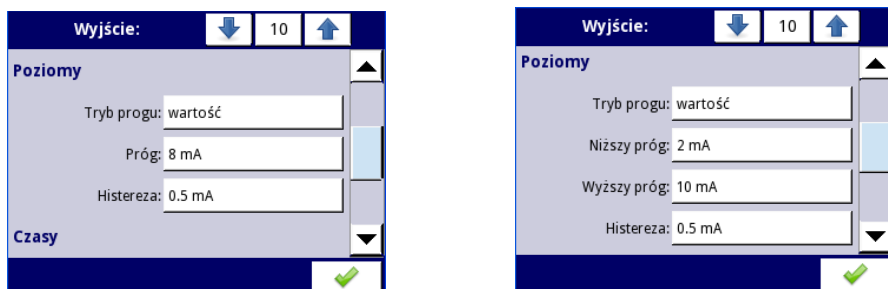 Wyjście: 10
Poziomy
Tryb progu: wartość
Próg: 8 mA
Histereza: 0.5 mA
Czasy
Wyjście: 10
Poziomy
Tryb progu: wartość
Niższy próg: 2 mA
Wyższy próg: 10 mA
Histereza: 0.5 mA